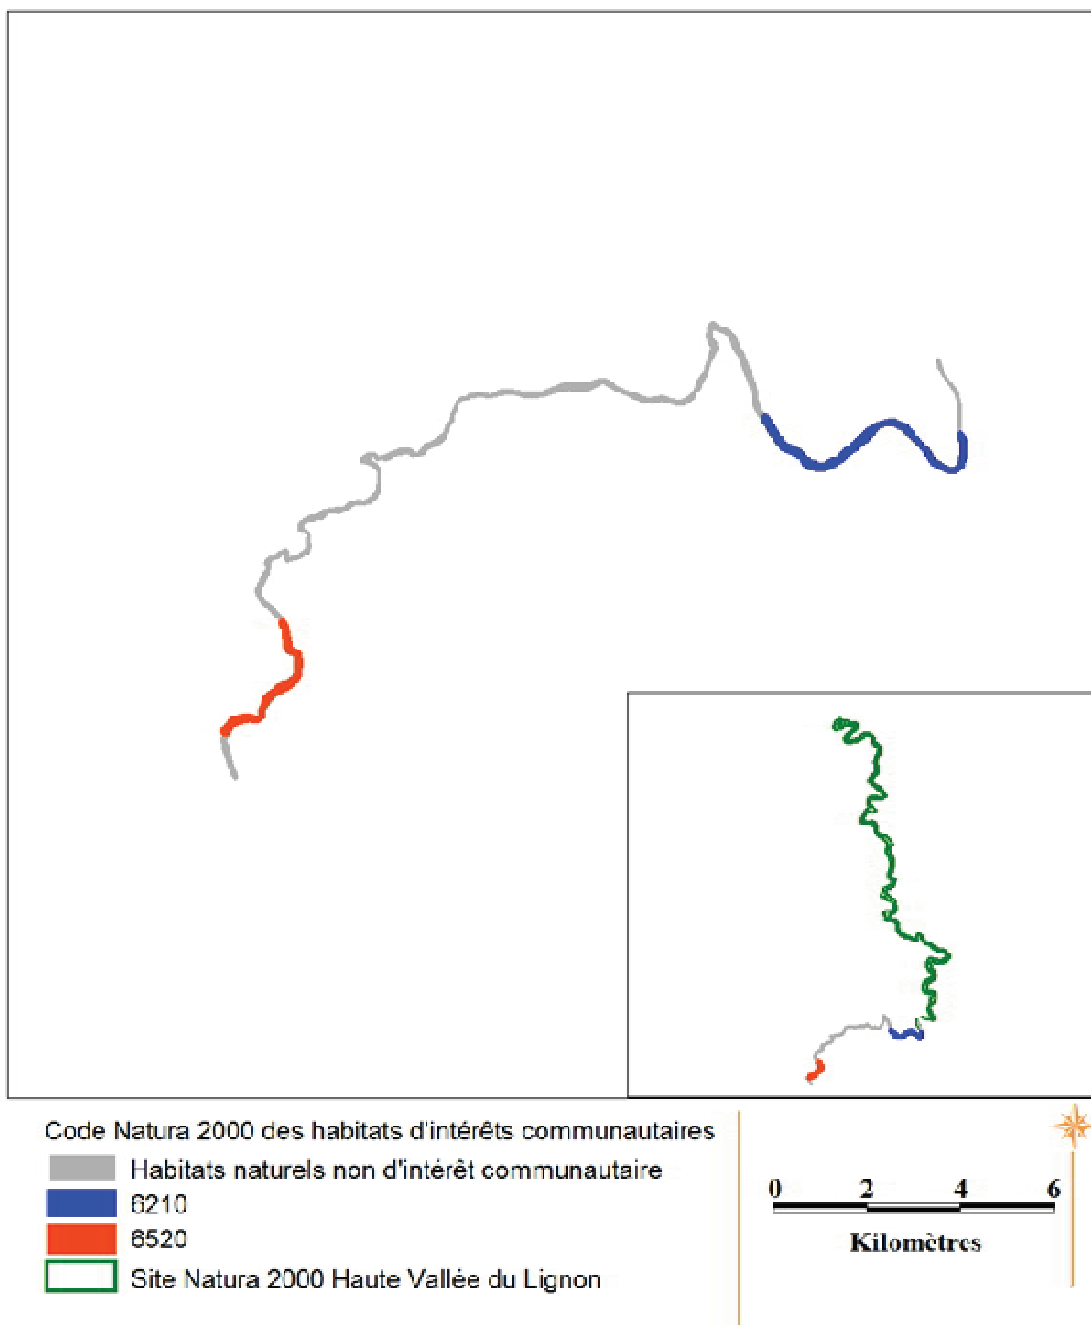 Code Natura 2000 des habitats d'intérêts communautaires
Habitats naturels non d'intérêt communautaire
6210
6520
Site Natura 2000 Haute Vallée du Lignon
0 2 4 6
Kilomètres